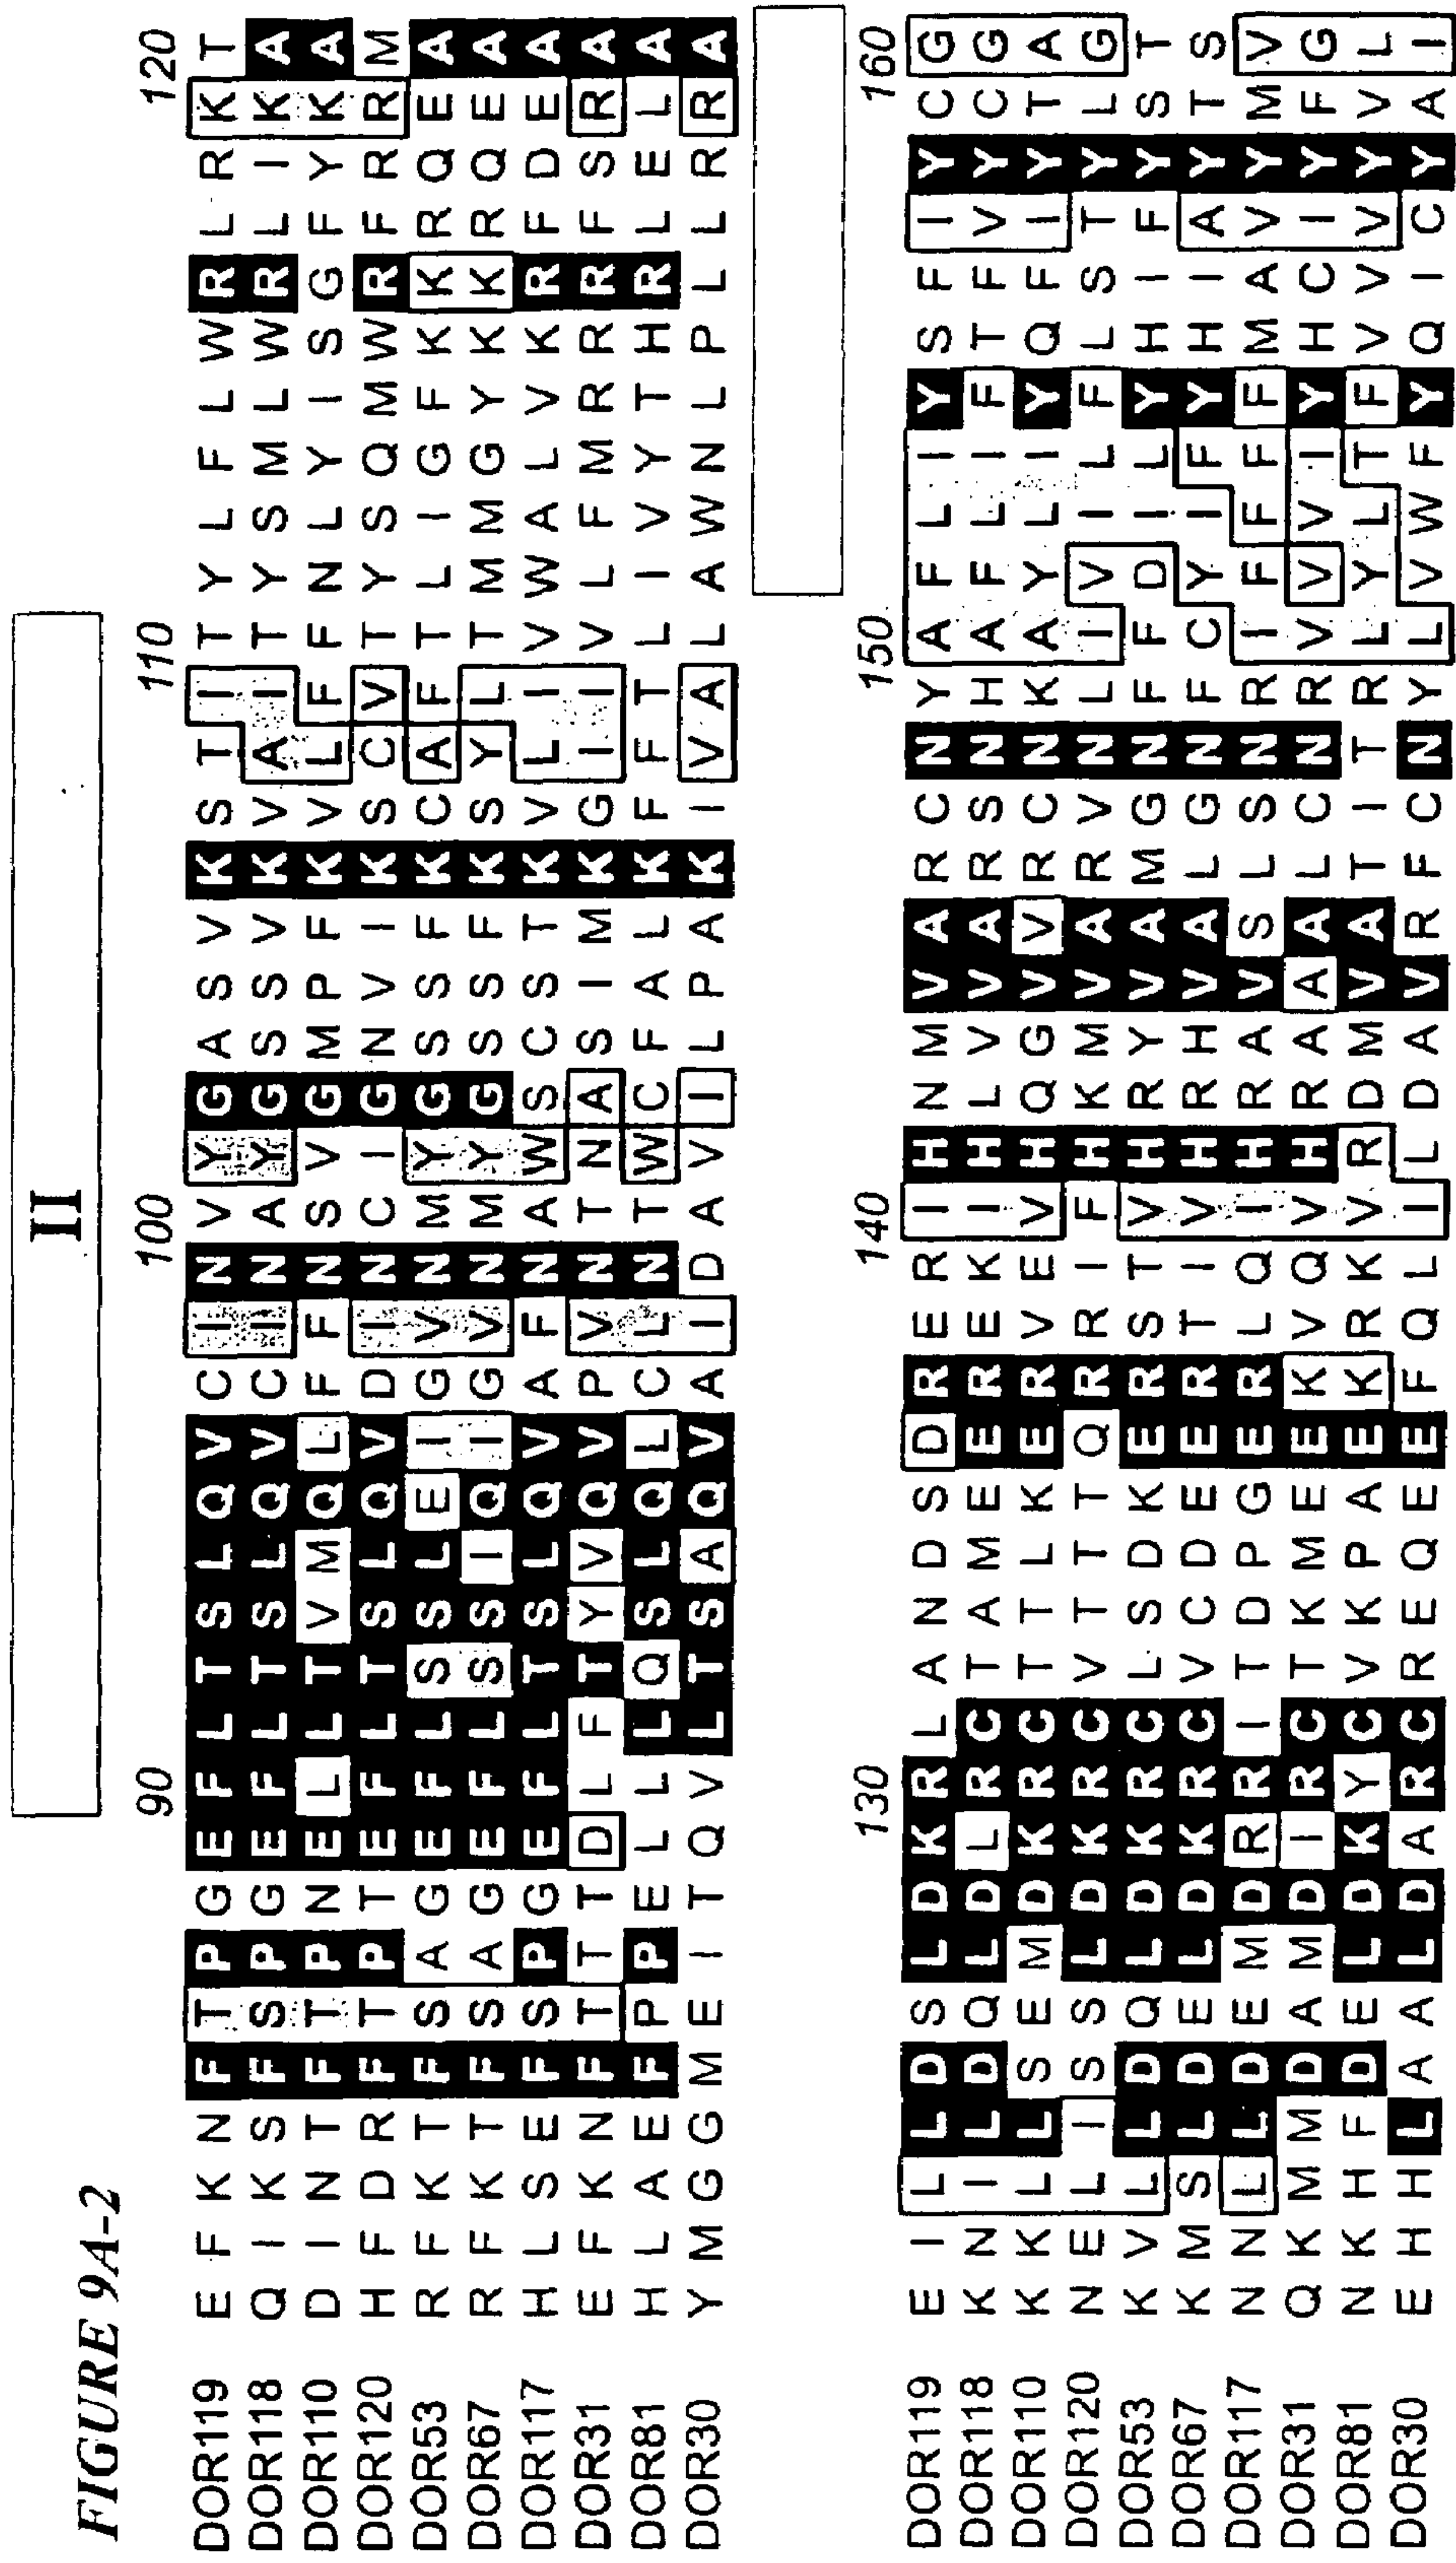 FIGURE 9A-2
II
90 100 110 120
DOR119 E F K N F T P G E F L T S L Q V C I N V Y G A S V K S T I T Y L F L W R L R K T
DOR118 Q I K S F S P G E F L T S L Q V C I N A Y G S S V K V A I T Y S M L W R L I K A
DOR110 D I N T F T P N E L L T V M Q L F F N S V G M P F K V L F F N L Y I S G F Y K A
DOR120 H F D R F T P T E F L T S L Q V D I N C I G N V I K S C V T Y S Q M W R F R R M
DOR53 R F K T F S A G E F L S S L E I G V N M Y G S S F K C A F T L I G F K K R Q E A
DOR67 R F K T F S A G E F L S S I Q I G V N M Y G S S F K S Y L T M M G Y K K R Q E A
DOR117 H L S E F S P G E F L T S L Q V A F N A W S C S T K V L I V W A L V K R F D E A
DOR31 E F K N F T T T D L F T Y V Q V P V N T N A S I M K G I I V L F M R R R F S R A
DOR81 H L A E F P P E L L L Q S L Q L C L N T W C F A L K F F T L I V Y T H R L E L A
DOR30 Y M G G M E I T Q V L T S A Q V A I D A V I L P A K I V A L A W N L P L L R R A
130 140 150 160
DOR119 E I L L D S L D K R L A N D S D R E R I H N M V A R C N Y A F L I Y S F I Y C G
DOR118 K N I L D Q L D L R C T A M E E R E K I H L V V A R S N H A F L I F T F V Y C G
DOR110 K K L L S E M D K R C T T L K E R V E V H Q G V V R C N K A Y L I Y Q F I Y T A
DOR120 N E L I S S L D K R C V T T T Q R R I F H K M V A R V N L I V I L F L S T Y L G
DOR53 K V L L D Q L D K R C L S D K E R S T V H R Y V A M G N F F D I L Y H I F Y S T
DOR67 K M S L D E L D K R C V C D E E R T I V H R H V A L G N F C Y I F Y H I A Y T S
DOR117 N N L L D E M D R R I T D P G E R L Q I H R A V S L S N R I F F F F M A V Y M V
DOR31 Q K M M D A M D I R C T K M E E K V Q V H R A A A L C N R V V V I Y H C I Y F G
DOR81 N K H F D E L D K Y C V K P A E K R K V R D M V A T I T R L Y L T F V V V Y V L
DOR30 E H H L A A L D A R C R E Q E E F Q L I L D A V R F C N Y L V W F Y Q I C Y A I